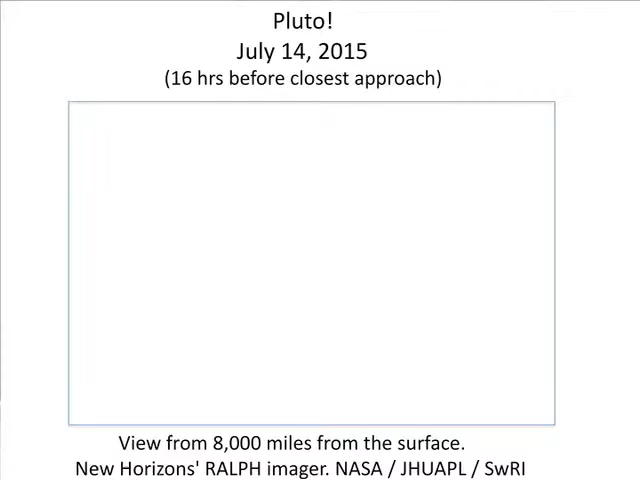 Pluto!
July 14, 2015
(16 hrs before closest approach)
View from 8,000 miles from the surface.
New Horizons' RALPH imager. NASA / JHUAPL / SwRI